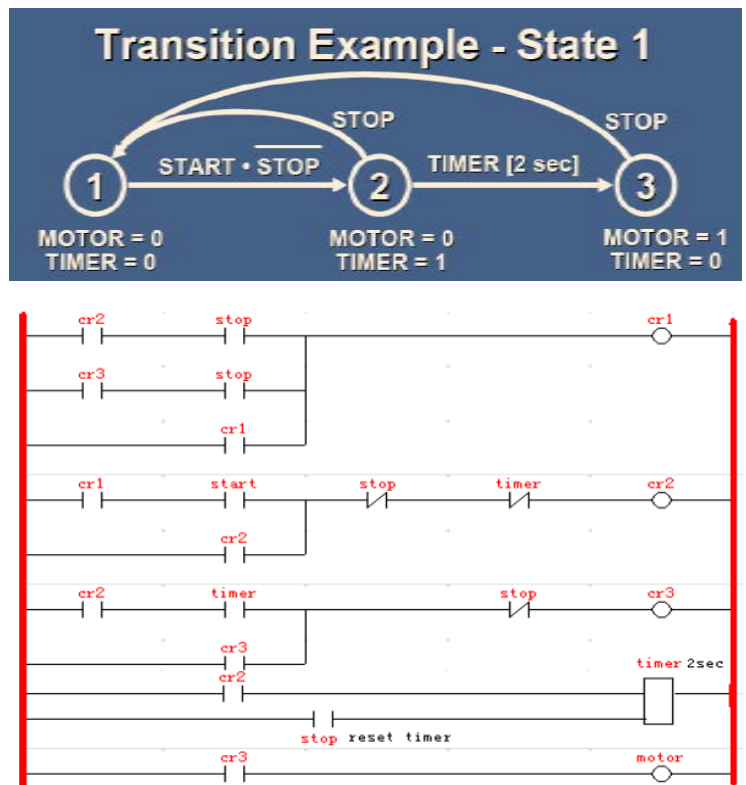 Transition Example - State 1
STOP
STOP
START • STOP
TIMER [2 sec]
1
2
3
MOTOR = 0
TIMER = 0
MOTOR = 0
TIMER = 1
MOTOR = 1
TIMER = 0
cr2 stop cr1
cr3 stop
cr1
cr1 start stop timer cr2
cr2
cr2 timer stop cr3
cr3
timer 2sec
cr2
stop reset timer
cr3 motor